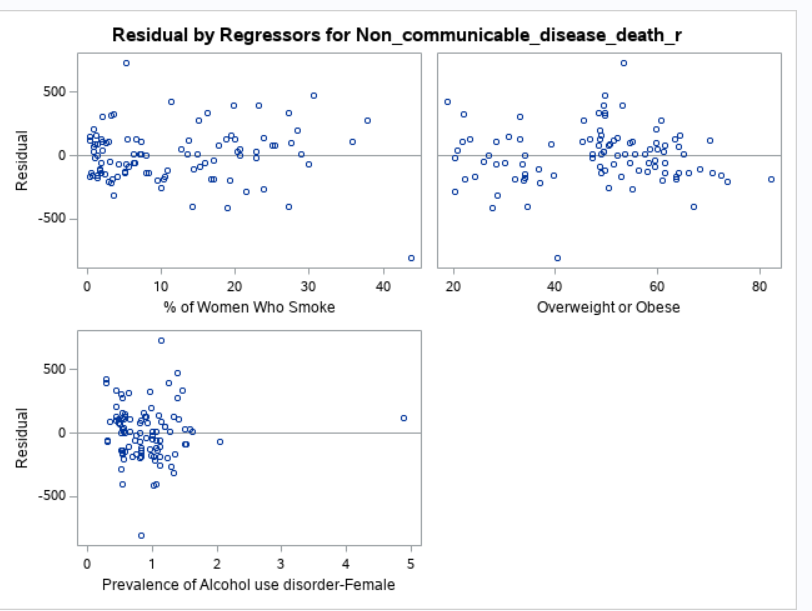 Residual by Regressors for Non_communicable_disease_death_r
500
0
-500
Residual
0 10 20 30 40
% of Women Who Smoke
20 40 60 80
Overweight or Obese
500
0
-500
Residual
0 1 2 3 4 5
Prevalence of Alcohol use disorder-Female